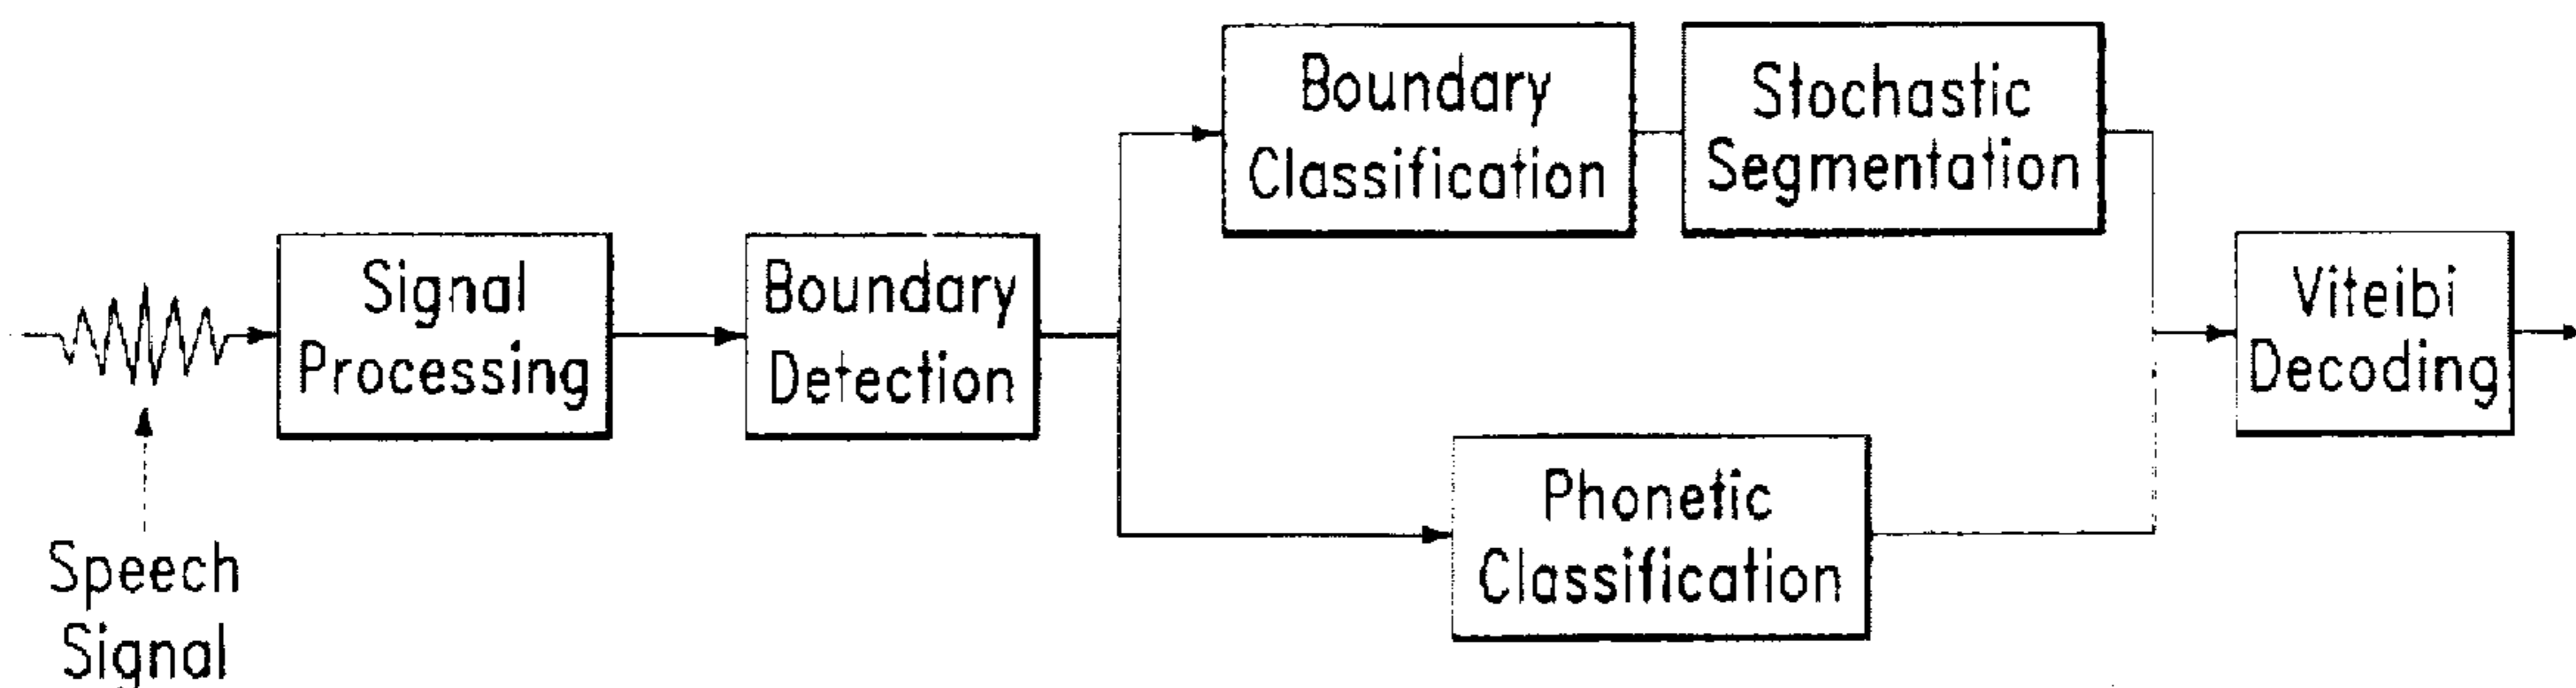 Speech
Signal
Signal
Processing
Boundary
Detection
Boundary
Classification
Stochastic
Segmentation
Phonetic
Classification
Viteibi
Decoding